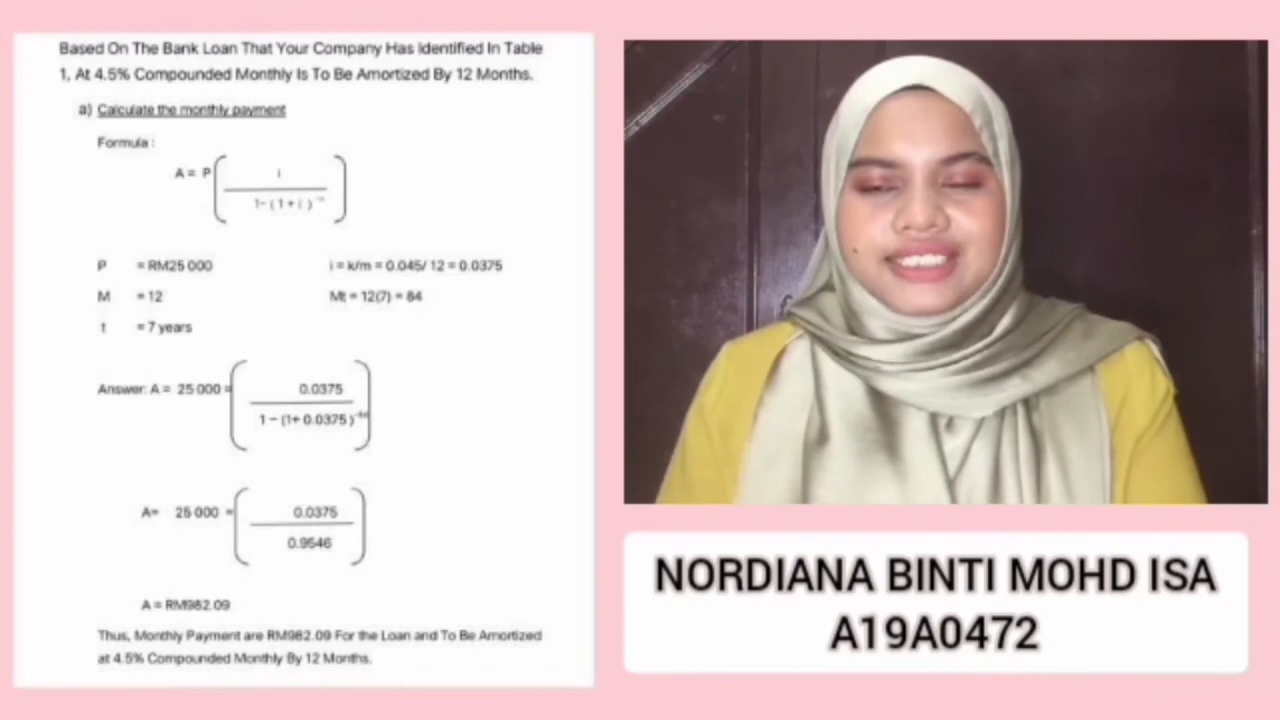 Based On The Bank Loan That Your Company Has Identified In Table
1, At 4.5% Compounded Monthly Is To Be Amortized By 12 Months.
a) Calculate the monthly payment
Formula :
A = P
i
1- ( 1 + i )
P = RM25 000 i = k/m = 0.045/ 12 = 0.0375
M = 12 Mt = 12(7) = 84
t = 7 years
Answer: A = 25 000 =
0.0375
1 – (1+ 0.0375 )
A= 25 000 =
0.0375
0.9546
A = RM982.09
Thus, Monthly Payment are RM982.09 For the Loan and To Be Amortized
at 4.5% Compounded Monthly By 12 Months.
NORDIANA BINTI MOHD ISA
A19A0472